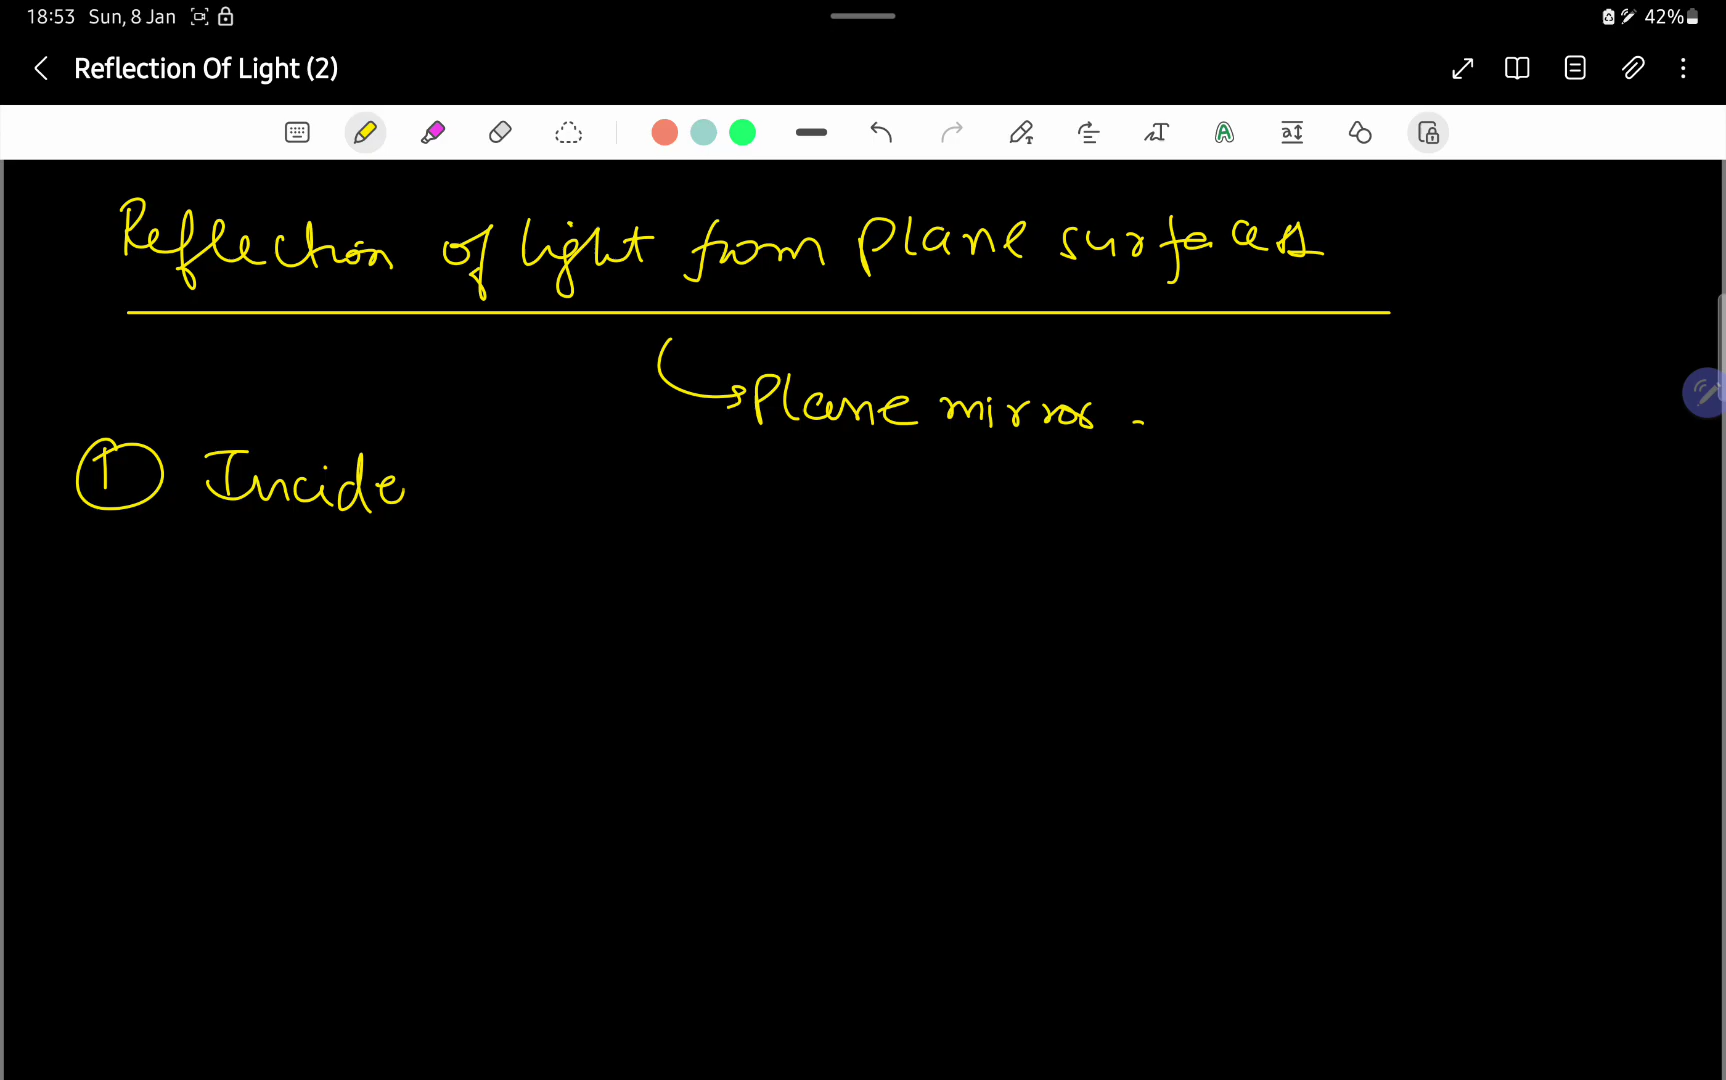 18:53 Sun, 8 Jan 42%
Reflection Of Light (2)
Reflection of light from plane surfaces
Plane mirror.
① Incide